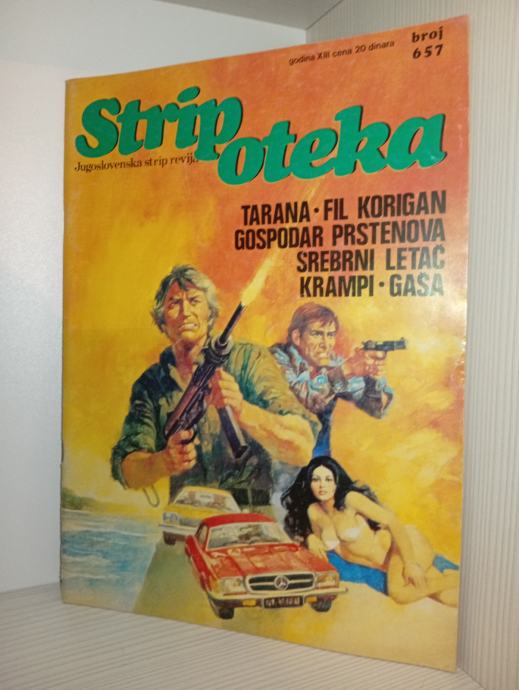 godina XIII cena 20 dinara
broj
657
Strip
oteka
Jugoslovenska strip revija
TARANA · FIL KORIGAN
GOSPODAR PRSTENOVA
SREBRNI LETAČ
KRAMPI · GAŠA